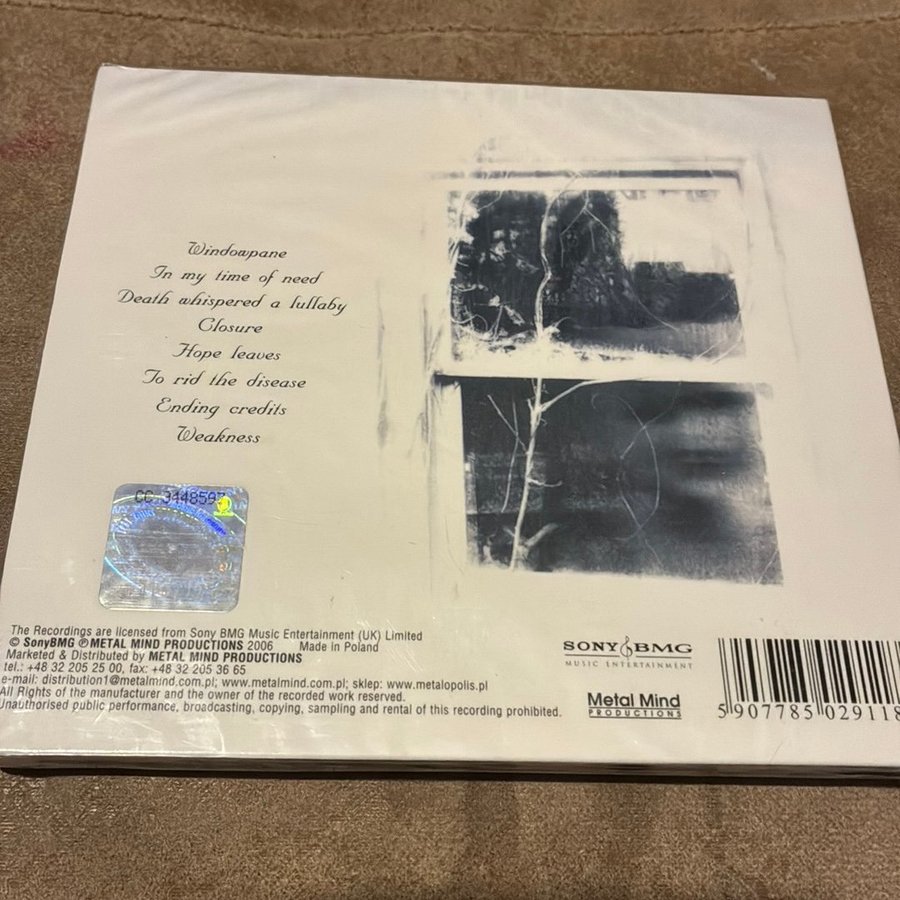 Windowpane
In my time of need
Death whispered a lullaby
Closure
Hope leaves
To rid the disease
Ending credits
Weakness
CC 3448597
The Recordings are licensed from Sony BMG Music Entertainment (UK) Limited
© SonyBMG ℗ METAL MIND PRODUCTIONS 2006 Made in Poland
Marketed & Distributed by METAL MIND PRODUCTIONS
tel.: +48 32 205 25 00, fax: +48 32 205 36 65
e-mail: distribution1@metalmind.com.pl; www.metalmind.com.pl; sklep: www.metalopolis.pl
All Rights of the manufacturer and the owner of the recorded work reserved.
Unauthorised public performance, broadcasting, copying, sampling and rental of this recording prohibited.
SONY BMG
MUSIC ENTERTAINMENT
Metal Mind
PRODUCTIONS
5 907785 029118